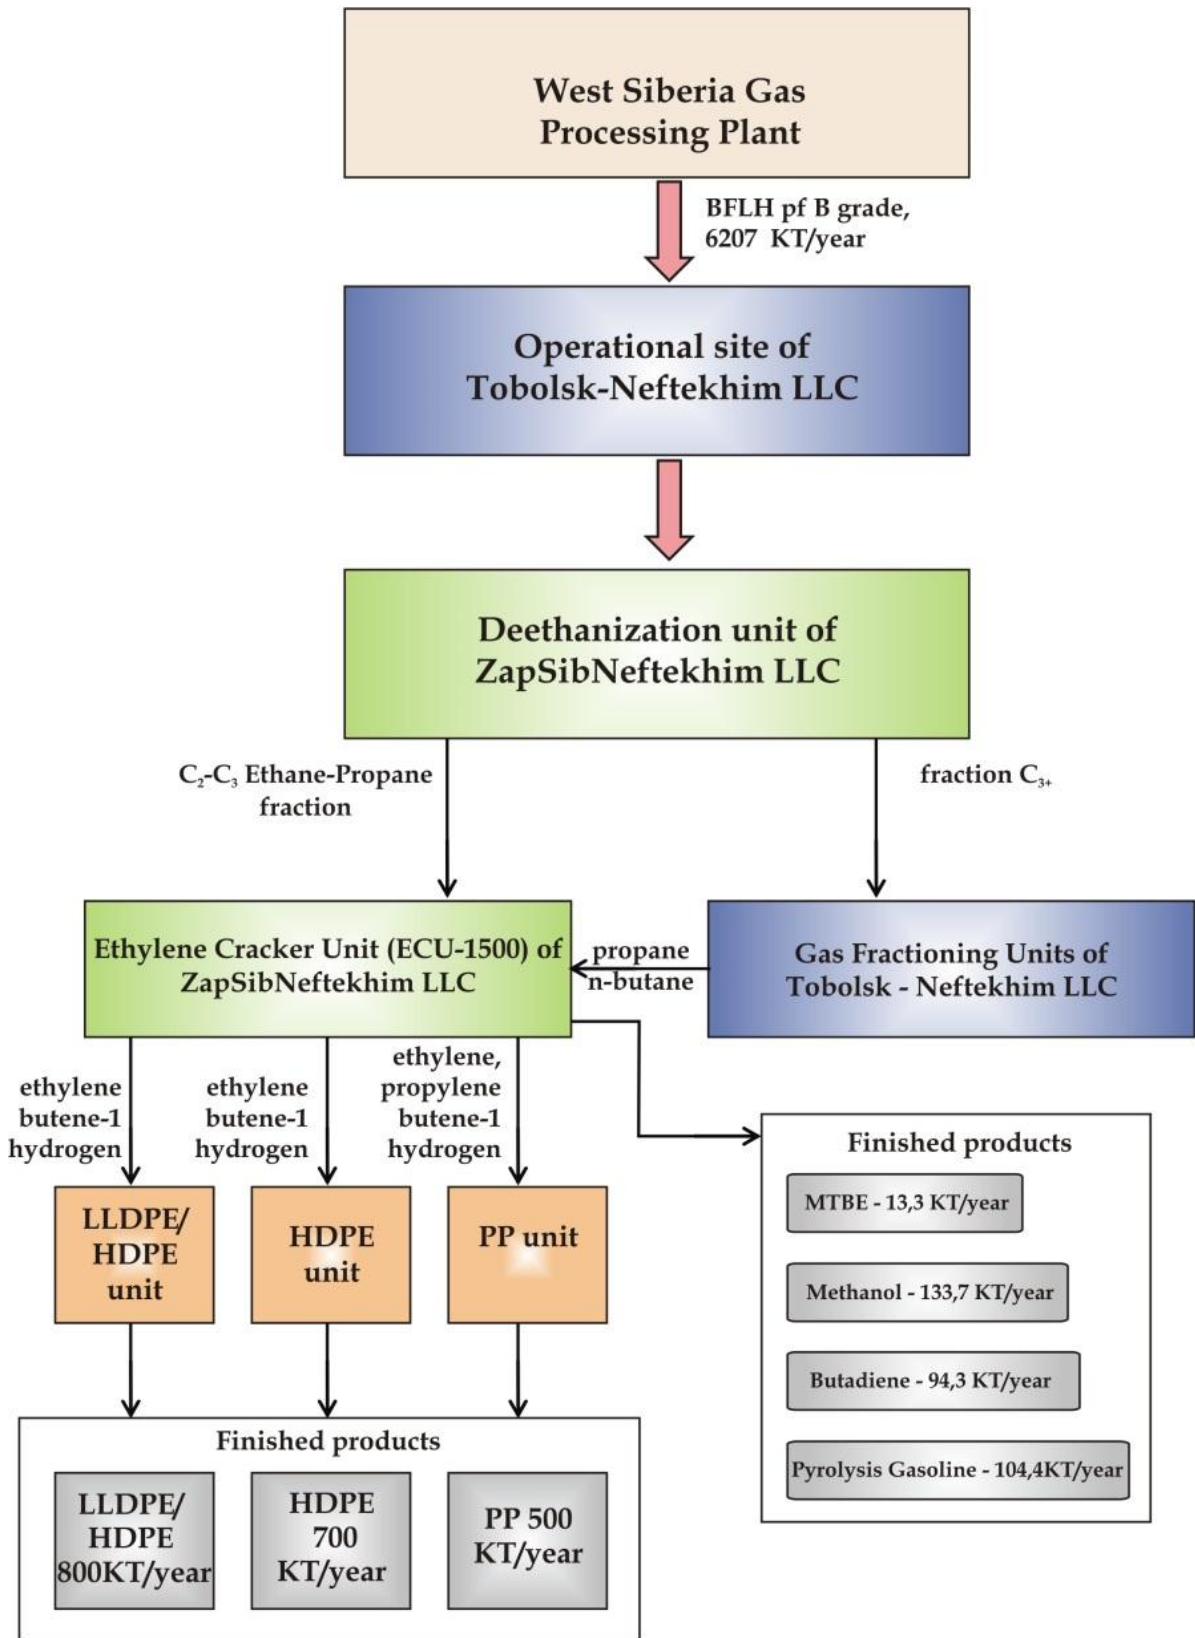 West Siberia Gas
Processing Plant
BFLH pf B grade,
6207 KT/year
Operational site of
Tobolsk-Neftekhim LLC
Deethanization unit of
ZapSibNeftekhim LLC
C₂-C₃ Ethane-Propane
fraction
fraction C₃₊
Ethylene Cracker Unit (ECU-1500) of
ZapSibNeftekhim LLC
propane
n-butane
Gas Fractioning Units of
Tobolsk - Neftekhim LLC
ethylene
butene-1
hydrogen
ethylene
butene-1
hydrogen
ethylene,
propylene
butene-1
hydrogen
LLDPE/
HDPE
unit
HDPE
unit
PP unit
Finished products
MTBE - 13,3 KT/year
Methanol - 133,7 KT/year
Butadiene - 94,3 KT/year
Pyrolysis Gasoline - 104,4KT/year
Finished products
LLDPE/
HDPE
800KT/year
HDPE
700
KT/year
PP 500
KT/year